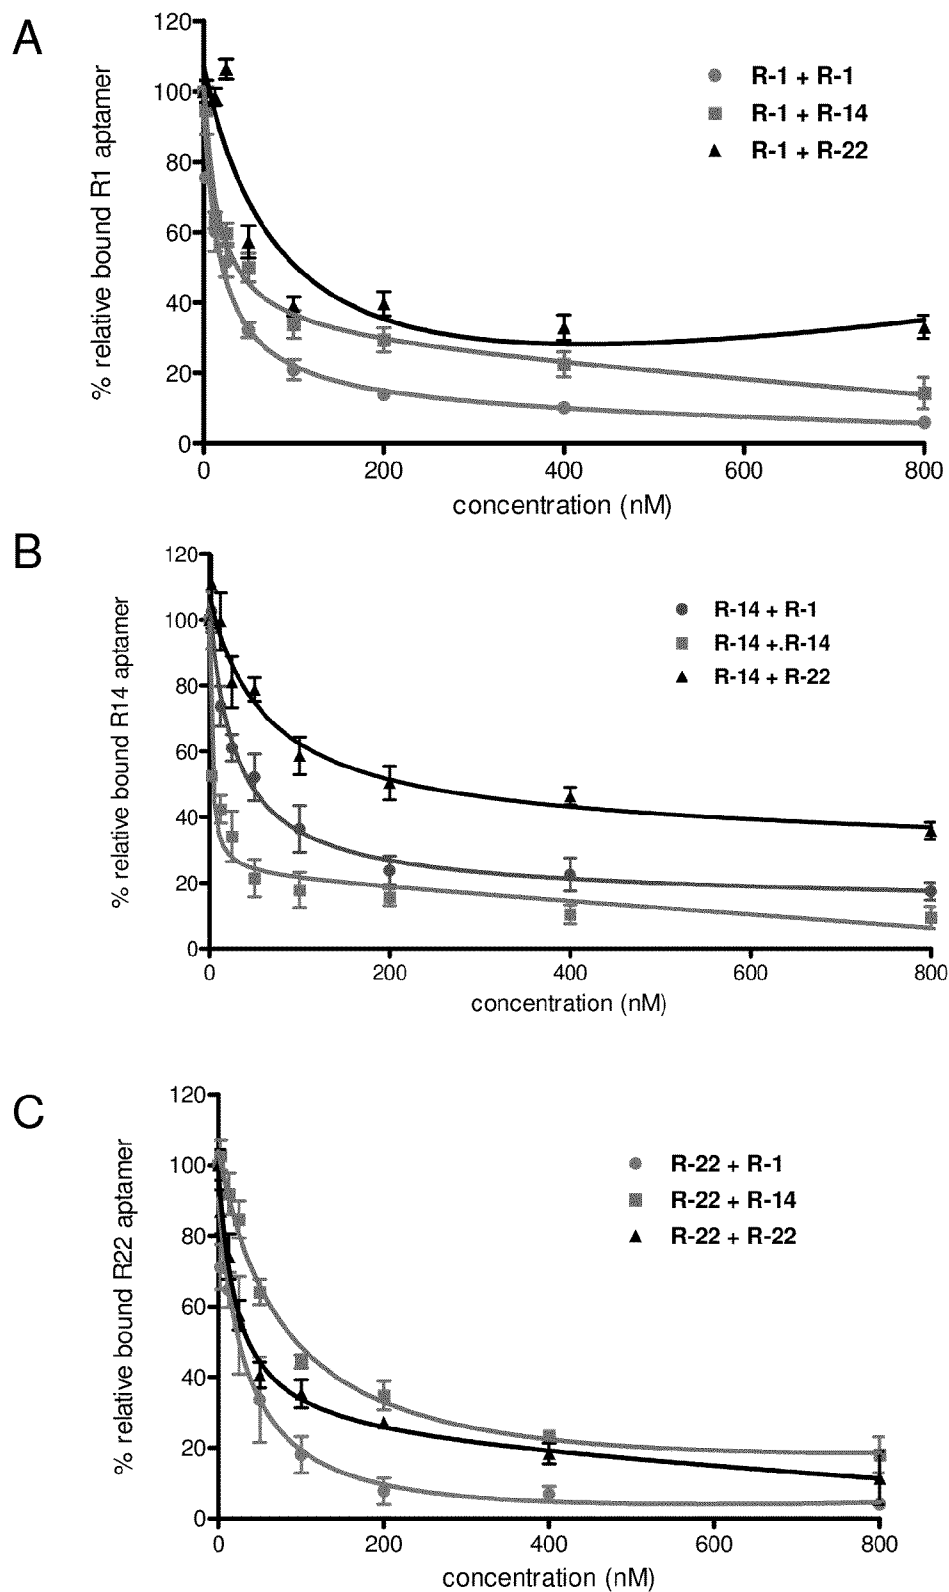 A
120
100
80
60
40
20
0
% relative bound R1 aptamer
R-1 + R-1
R-1 + R-14
R-1 + R-22
0 200 400 600 800
concentration (nM)
B
120
100
80
60
40
20
0
% relative bound R14 aptamer
R-14 + R-1
R-14 +.R-14
R-14 + R-22
0 200 400 600 800
concentration (nM)
C
120
100
80
60
40
20
0
% relative bound R22 aptamer
R-22 + R-1
R-22 + R-14
R-22 + R-22
0 200 400 600 800
concentration (nM)